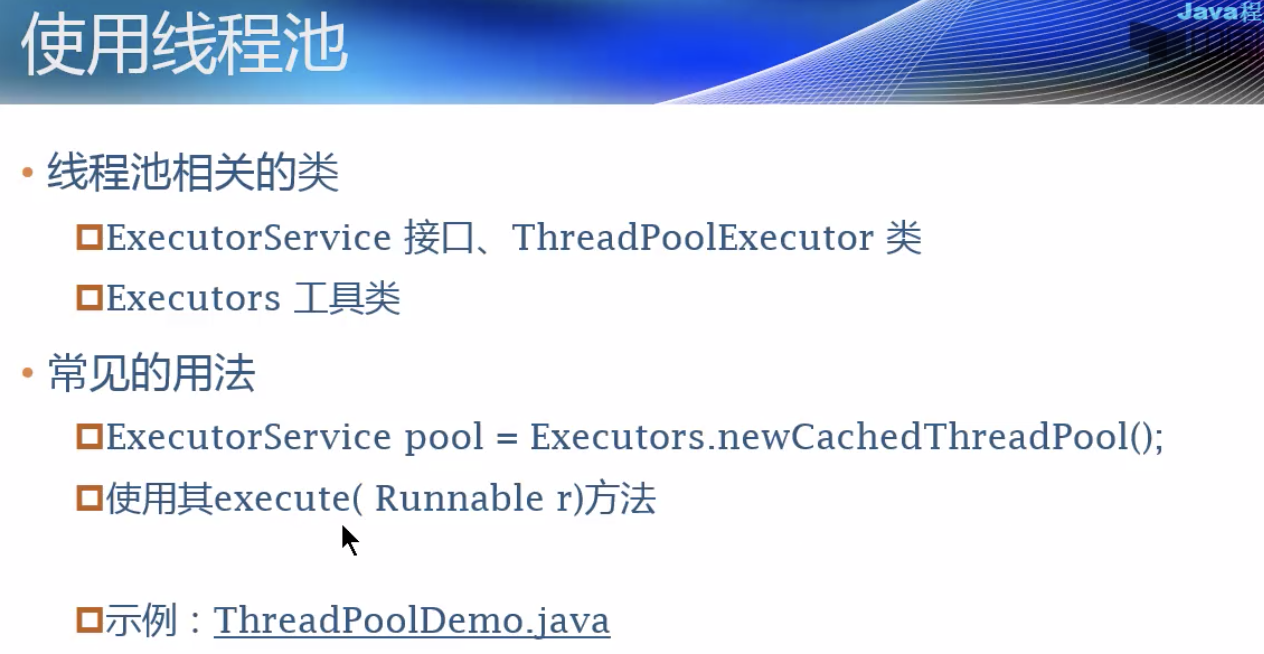 Java程
使用线程池
• 线程池相关的类
ExecutorService 接口、ThreadPoolExecutor 类
Executors 工具类
• 常见的用法
ExecutorService pool = Executors.newCachedThreadPool();
使用其execute( Runnable r)方法
示例：ThreadPoolDemo.java